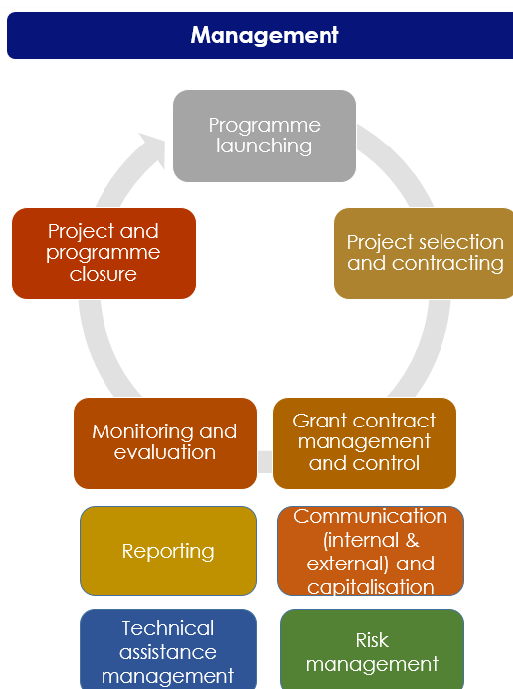 Management
Programme
launching
Project and
programme
closure
Project selection
and contracting
Monitoring and
evaluation
Grant contract
management
and control
Reporting
Communication
(internal &
external) and
capitalisation
Technical
assistance
management
Risk
management